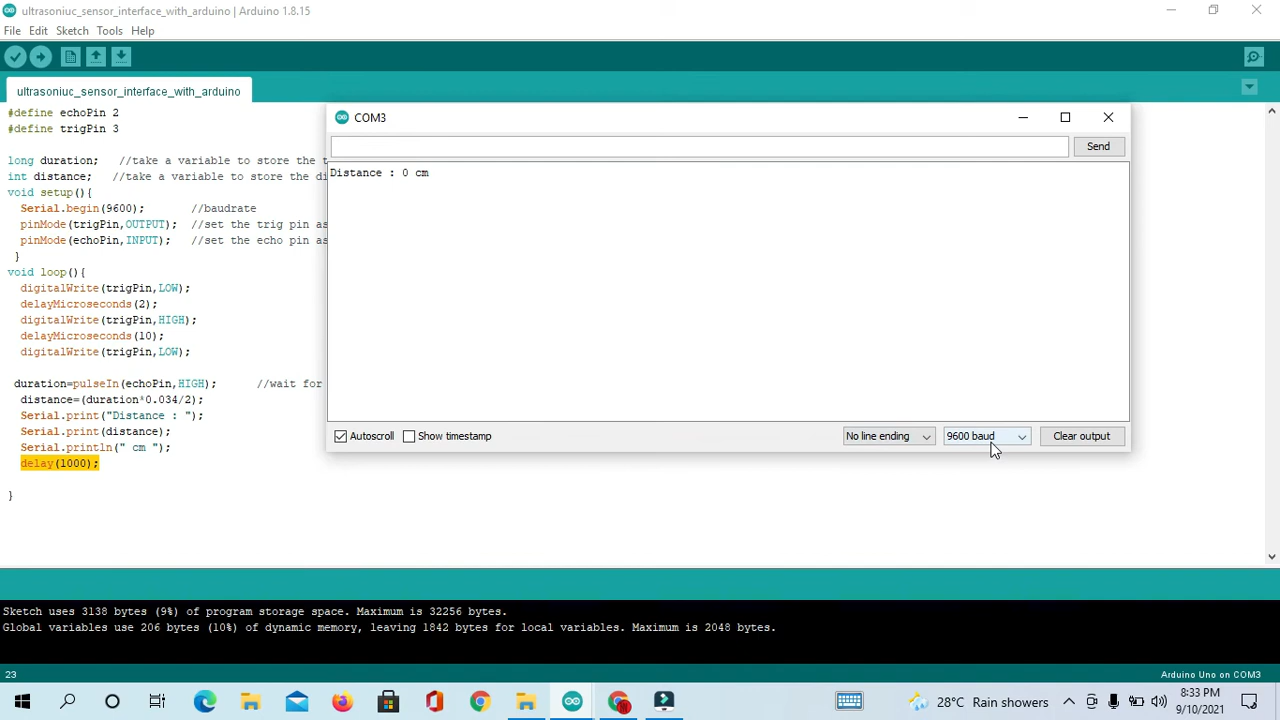 ultrasoniuc_sensor_interface_with_arduino | Arduino 1.8.15
File Edit Sketch Tools Help
ultrasoniuc_sensor_interface_with_arduino
#define echoPin 2
#define trigPin 3
long duration; //take a variable to store the
int distance; //take a variable to store the
void setup(){
Serial.begin(9600); //baudrate
pinMode(trigPin,OUTPUT); //set the trig pin as
pinMode(echoPin,INPUT); //set the echo pin as
}
void loop(){
digitalWrite(trigPin,LOW);
delayMicroseconds(2);
digitalWrite(trigPin,HIGH);
delayMicroseconds(10);
digitalWrite(trigPin,LOW);
duration=pulseIn(echoPin,HIGH); //wait for
distance=(duration*0.034/2);
Serial.print("Distance : ");
Serial.print(distance);
Serial.println(" cm ");
delay(1000);
}
COM3
Send
Distance : 0 cm
Autoscroll Show timestamp No line ending 9600 baud Clear output
Sketch uses 3138 bytes (9%) of program storage space. Maximum is 32256 bytes.
Global variables use 206 bytes (10%) of dynamic memory, leaving 1842 bytes for local variables. Maximum is 2048 bytes.
23 Arduino Uno on COM3
28°C Rain showers
8:33 PM
9/10/2021